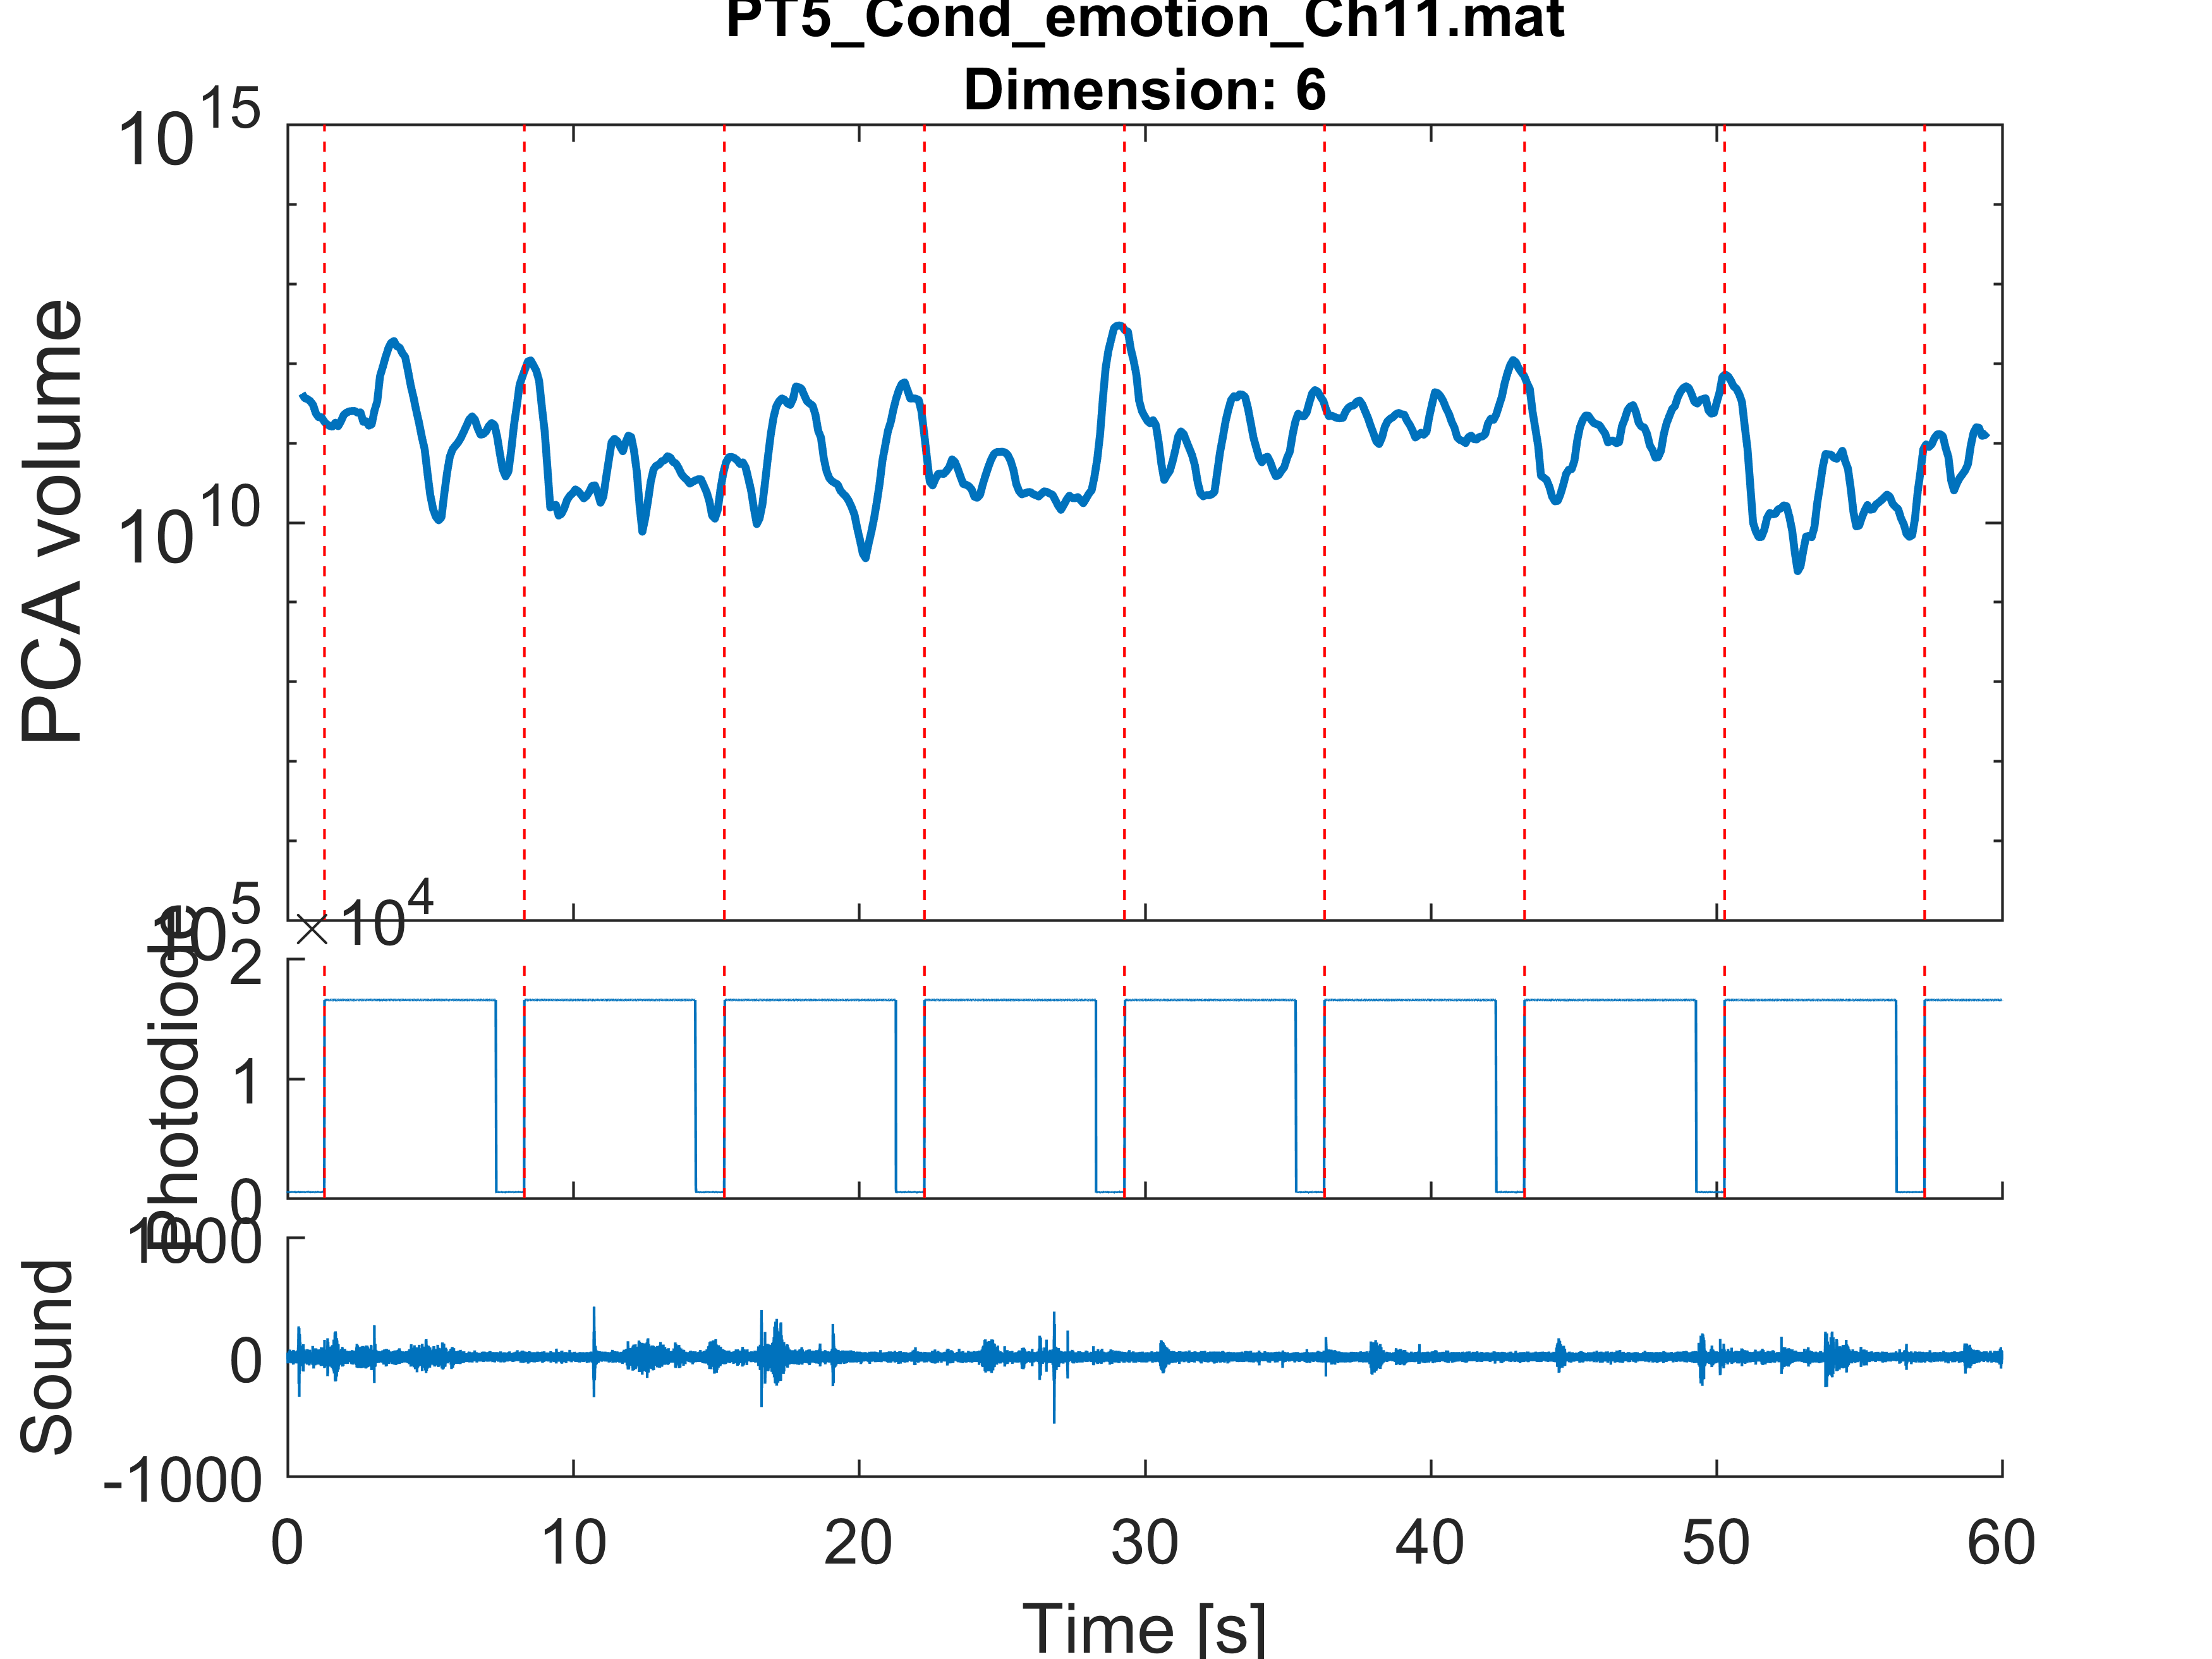 PT5_Cond_emotion_Ch11.mat
Dimension: 6
10^15
10^10
10^5
PCA volume
×10^4
2
1
0
Photodiode
1000
0
-1000
Sound
0 10 20 30 40 50 60
Time [s]